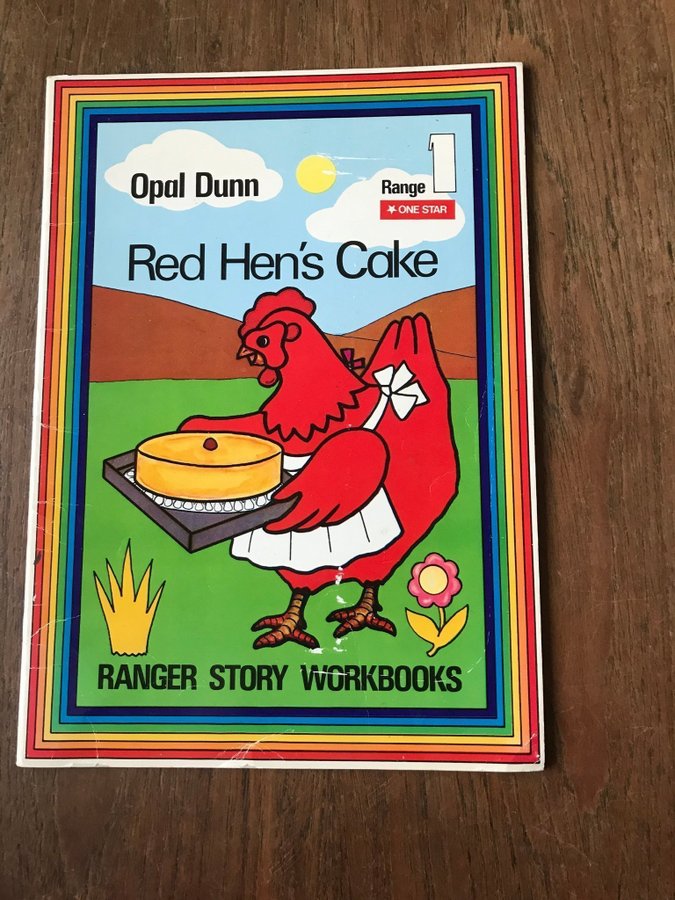 Opal Dunn
Range 1
★ ONE STAR
Red Hen's Cake
RANGER STORY WORKBOOKS